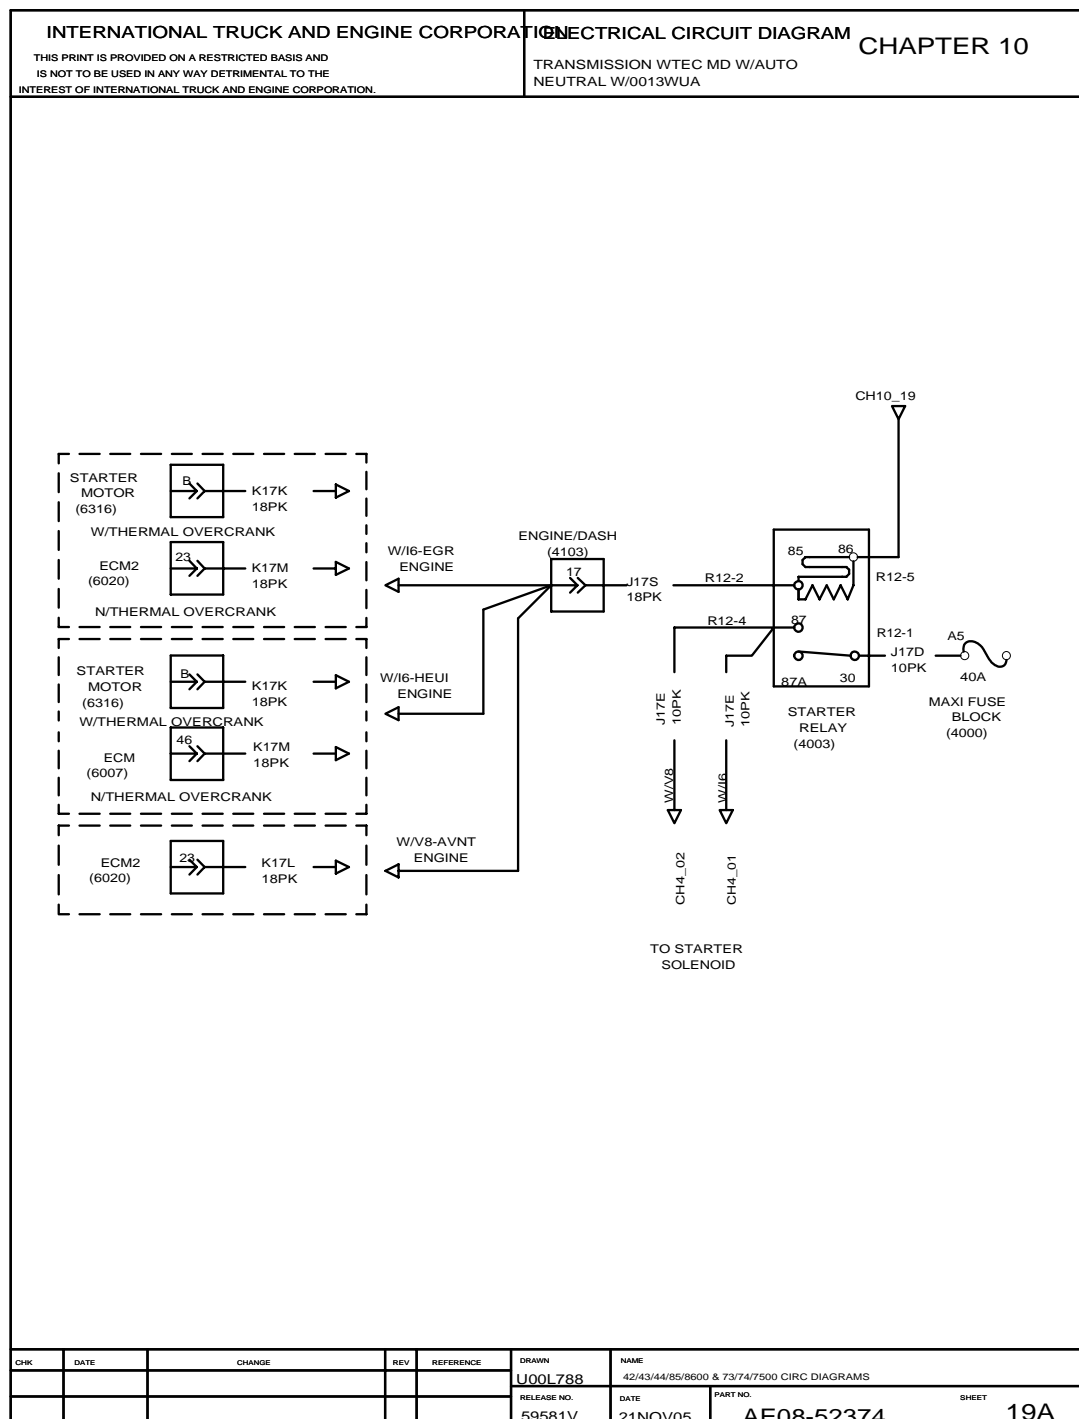 INTERNATIONAL TRUCK AND ENGINE CORPORATION
THIS PRINT IS PROVIDED ON A RESTRICTED BASIS AND
IS NOT TO BE USED IN ANY WAY DETRIMENTAL TO THE
INTEREST OF INTERNATIONAL TRUCK AND ENGINE CORPORATION.
ELECTRICAL CIRCUIT DIAGRAM
TRANSMISSION WTEC MD W/AUTO
NEUTRAL W/0013WUA
CHAPTER 10
CH10_19
STARTER
MOTOR
(6316)
B
K17K
18PK
W/THERMAL OVERCRANK
ECM2
(6020)
23
K17M
18PK
N/THERMAL OVERCRANK
STARTER
MOTOR
(6316)
B
K17K
18PK
W/THERMAL OVERCRANK
ECM
(6007)
46
K17M
18PK
N/THERMAL OVERCRANK
ECM2
(6020)
23
K17L
18PK
W/I6-EGR
ENGINE
W/I6-HEUI
ENGINE
W/V8-AVNT
ENGINE
ENGINE/DASH
(4103)
17
J17S
18PK
R12-2
R12-4
85
86
87
87A
30
R12-5
R12-1
J17D
10PK
A5
40A
MAXI FUSE
BLOCK
(4000)
STARTER
RELAY
(4003)
J17E
10PK
J17E
10PK
W/V8
W/I6
CH4_02
CH4_01
TO STARTER
SOLENOID
CHK
DATE
CHANGE
REV
REFERENCE
DRAWN
U00L788
NAME
42/43/44/85/8600 & 73/74/7500 CIRC DIAGRAMS
RELEASE NO.
59581V
DATE
21NOV05
PART NO.
AE08-52374
SHEET
19A